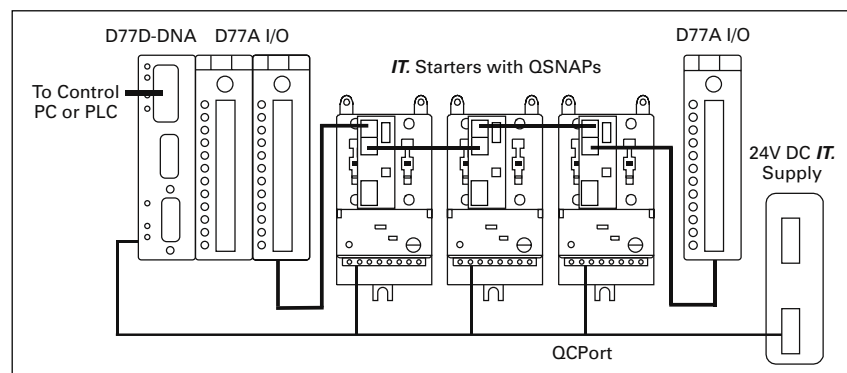 D77D-DNA
D77A I/O
D77A I/O
IT. Starters with QSNAPs
To Control
PC or PLC
24V DC IT.
Supply
QCPort